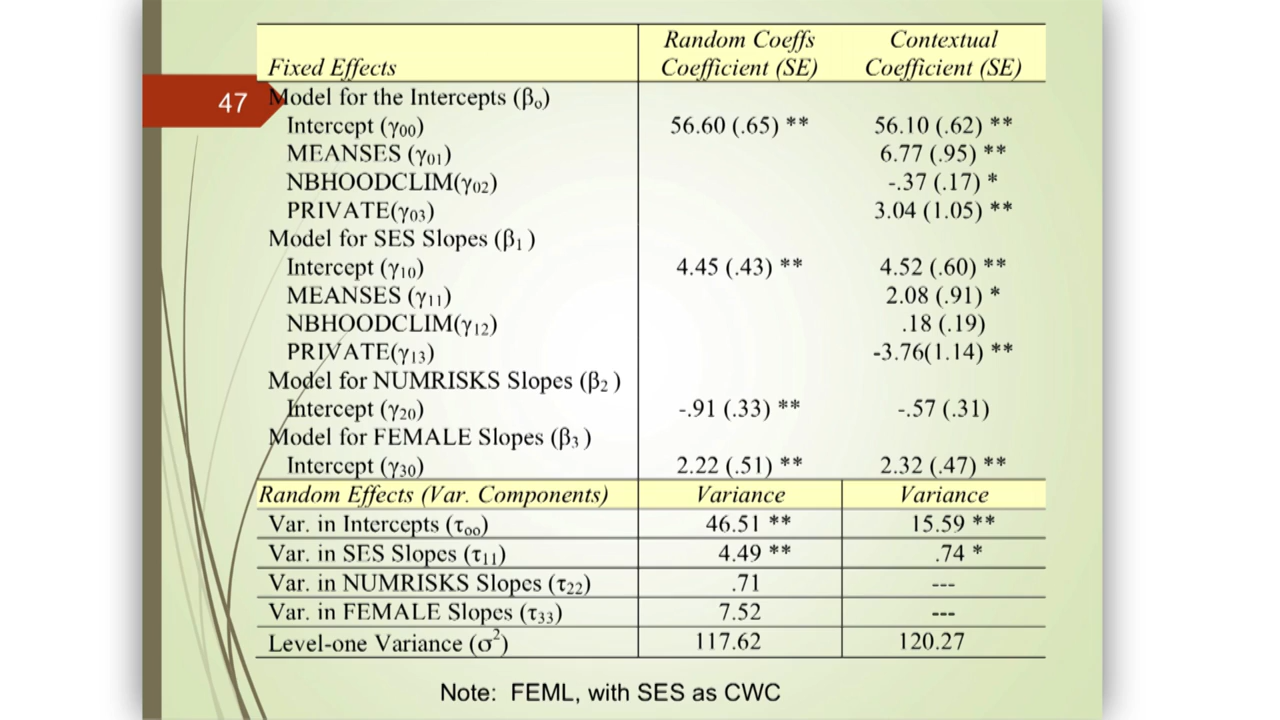 Random Coeffs Contextual
Fixed Effects Coefficient (SE) Coefficient (SE)
47
Model for the Intercepts (β₀)
Intercept (γ₀₀) 56.60 (.65) ** 56.10 (.62) **
MEANSES (γ₀₁) 6.77 (.95) **
NBHOODCLIM(γ₀₂) -.37 (.17) *
PRIVATE(γ₀₃) 3.04 (1.05) **
Model for SES Slopes (β₁ )
Intercept (γ₁₀) 4.45 (.43) ** 4.52 (.60) **
MEANSES (γ₁₁) 2.08 (.91) *
NBHOODCLIM(γ₁₂) .18 (.19)
PRIVATE(γ₁₃) -3.76(1.14) **
Model for NUMRISKS Slopes (β₂ )
Intercept (γ₂₀) -.91 (.33) ** -.57 (.31)
Model for FEMALE Slopes (β₃ )
Intercept (γ₃₀) 2.22 (.51) ** 2.32 (.47) **
Random Effects (Var. Components) Variance Variance
Var. in Intercepts (τ₀₀) 46.51 ** 15.59 **
Var. in SES Slopes (τ₁₁) 4.49 ** .74 *
Var. in NUMRISKS Slopes (τ₂₂) .71 ---
Var. in FEMALE Slopes (τ₃₃) 7.52 ---
Level-one Variance (σ²) 117.62 120.27
Note: FEML, with SES as CWC